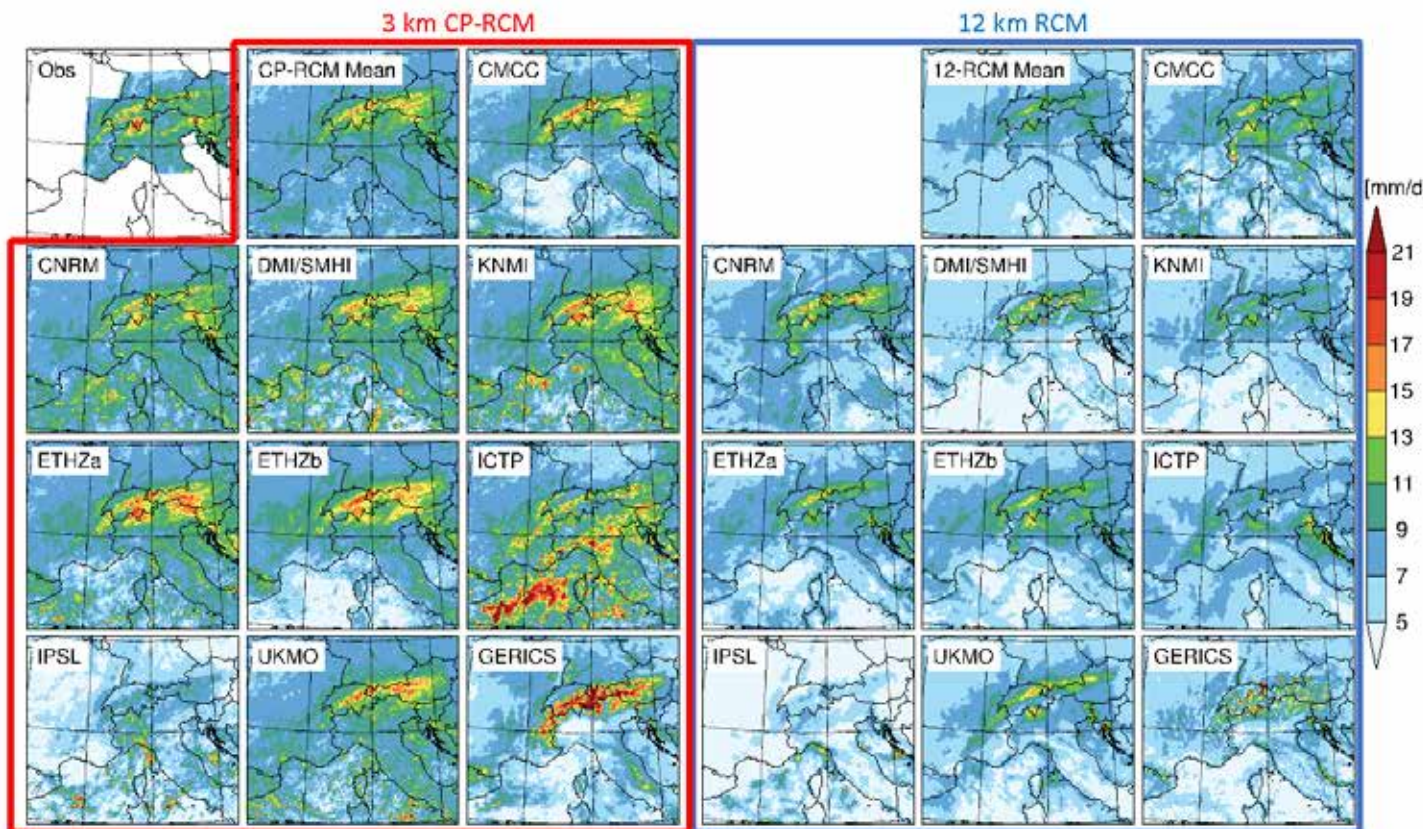 3 km CP-RCM 12 km RCM
Obs CP-RCM Mean CMCC 12-RCM Mean CMCC
[mm/d
CNRM DMI/SMHI KNMI CNRM DMI/SMHI KNMI
21
19
17
15
13
11
9
7
5
ETHZa ETHZb ICTP ETHZa ETHZb ICTP
IPSL UKMO GERICS IPSL UKMO GERICS